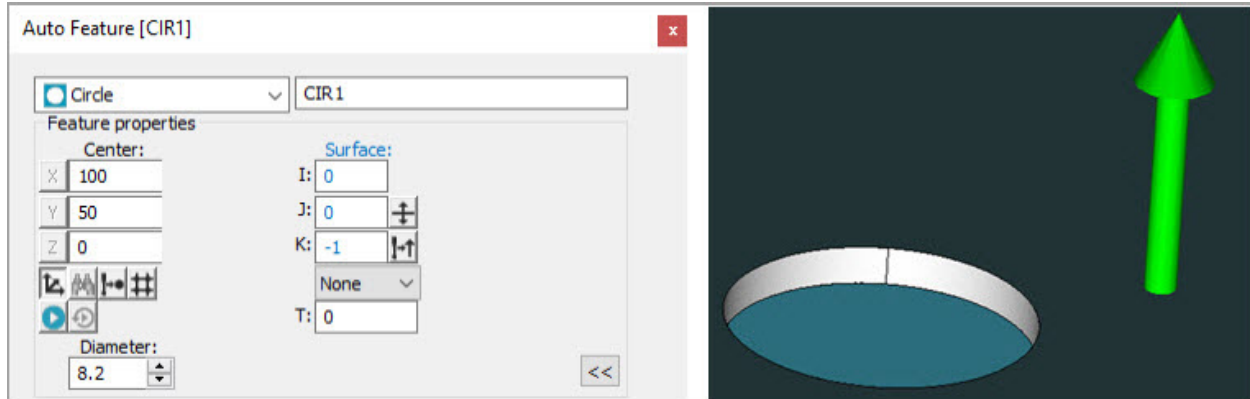 Auto Feature [CIR1]
x
Circle CIR1
Feature properties
Center: Surface:
X 100 I: 0
Y 50 J: 0
Z 0 K: -1
None
T: 0
Diameter:
8.2 <<